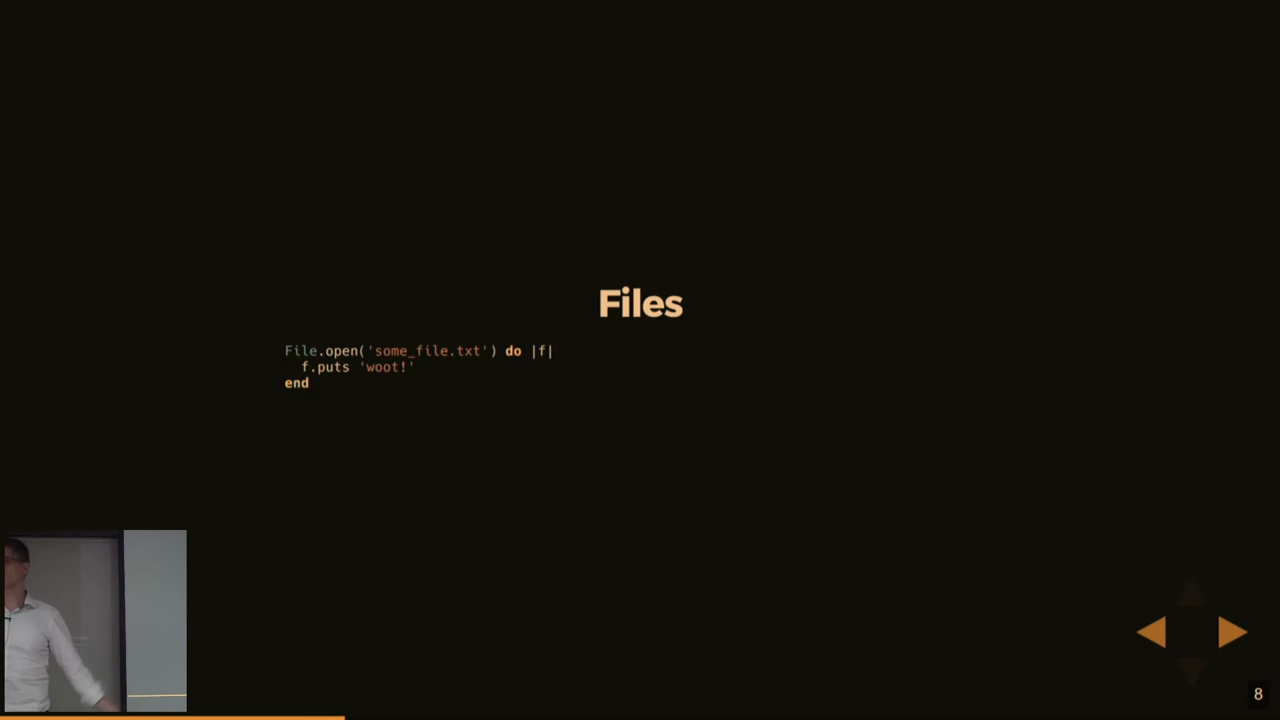 Files
File.open('some_file.txt') do |f|
  f.puts 'woot!'
end
8